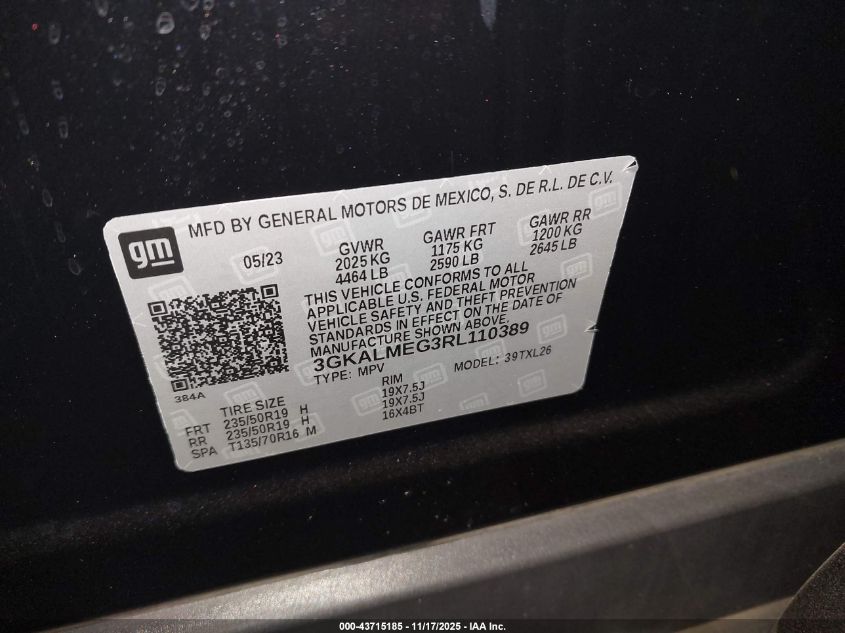 gm
MFD BY GENERAL MOTORS DE MEXICO, S. DE R.L. DE C.V.
05/23 GVWR GAWR FRT GAWR RR
2025 KG 1175 KG 1200 KG
4464 LB 2590 LB 2645 LB
THIS VEHICLE CONFORMS TO ALL
APPLICABLE U.S. FEDERAL MOTOR
VEHICLE SAFETY AND THEFT PREVENTION
STANDARDS IN EFFECT ON THE DATE OF
MANUFACTURE SHOWN ABOVE.
3GKALMEG3RL110389
TYPE: MPV MODEL: 39TXL26
384A
TIRE SIZE RIM
FRT 235/50R19 H 19X7.5J
RR 235/50R19 H 19X7.5J
SPA T135/70R16 M 16X4BT
000-43715185 - 11/17/2025 - IAA Inc.